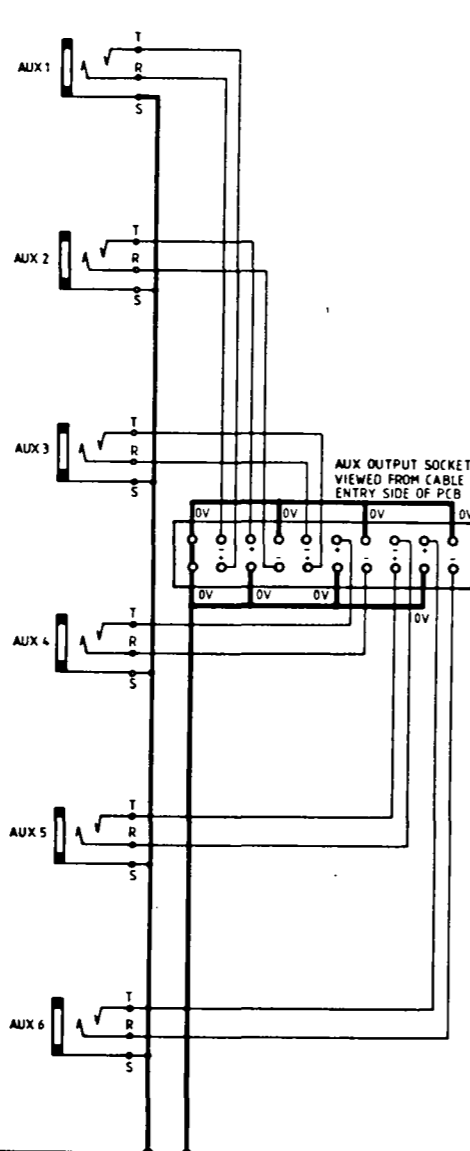 T
AUX 1
R
S
T
AUX 2
R
S
T
AUX 3
R
S
AUX OUTPUT SOCKET
VIEWED FROM CABLE
ENTRY SIDE OF PCB
0V 0V 0V 0V
- + - + - + - + -
+ - + -
0V 0V 0V 0V
T
AUX 4
R
S
T
AUX 5
R
S
T
AUX 6
R
S